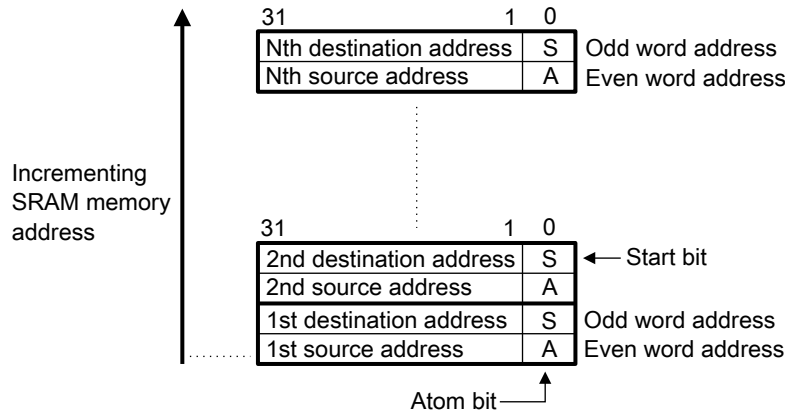 31 1 0
Nth destination address S Odd word address
Nth source address A Even word address
Incrementing
SRAM memory
address
31 1 0
2nd destination address S Start bit
2nd source address A
1st destination address S Odd word address
1st source address A Even word address
Atom bit